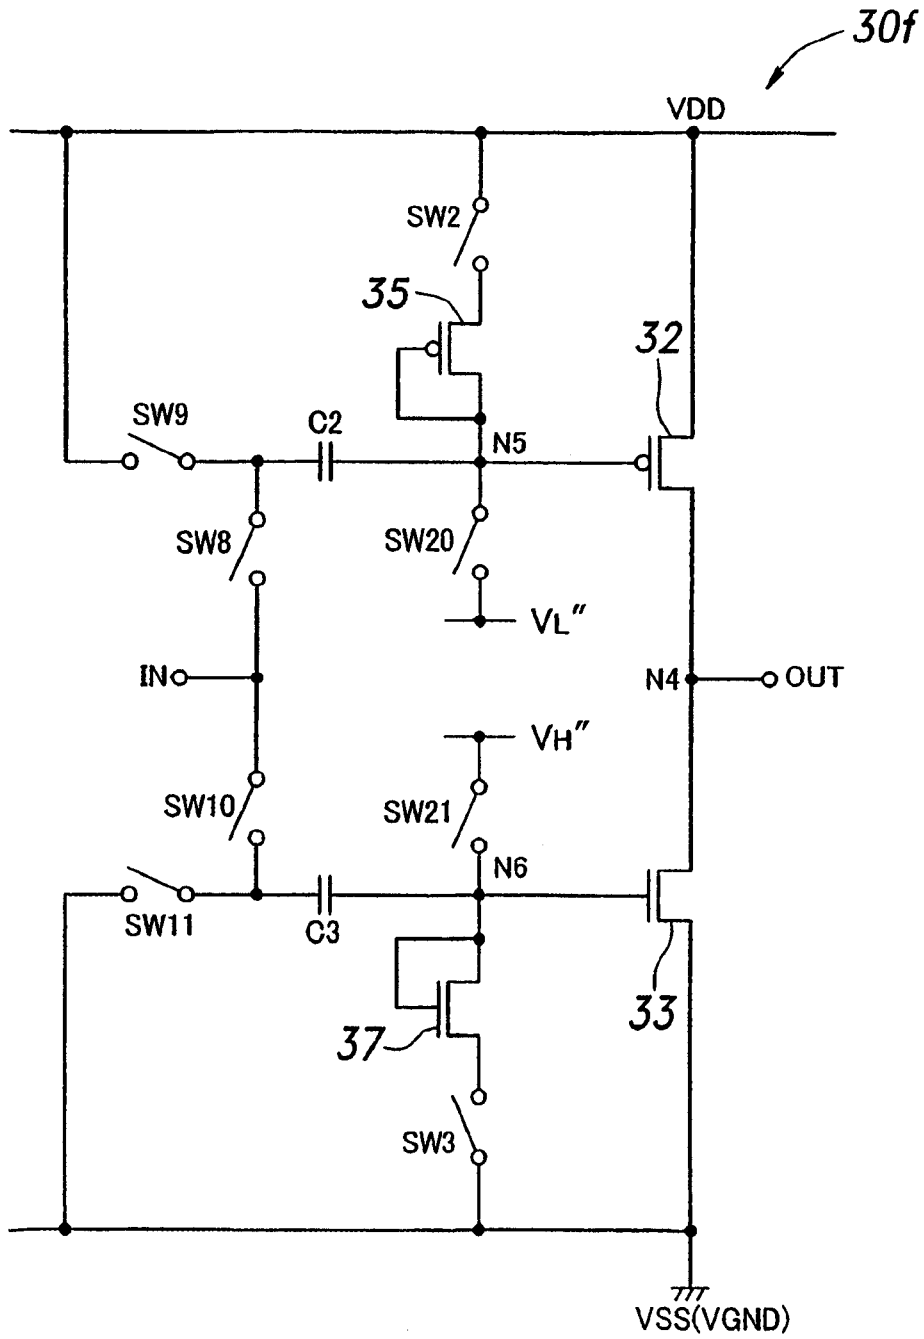 30f
VDD
SW2
35
32
SW9
C2
N5
SW8
SW20
VL"
IN
N4
OUT
VH"
SW10
SW21
N6
SW11
C3
33
37
SW3
VSS(VGND)